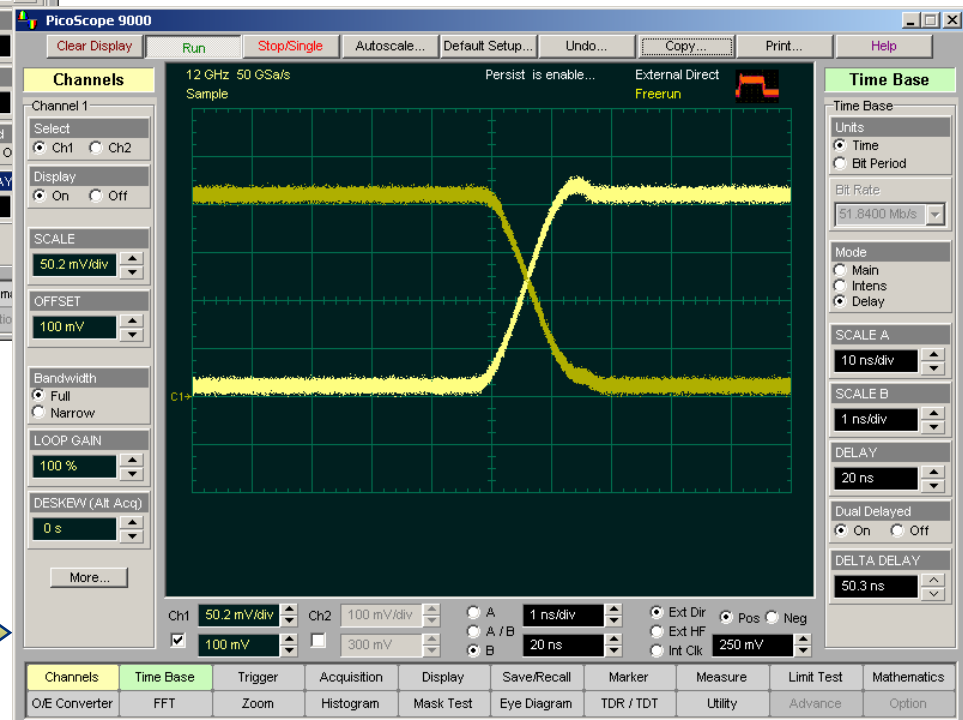 PicoScope 9000
Clear Display Run Stop/Single Autoscale... Default Setup... Undo... Copy... Print... Help
Channels
Channel 1
Select
Ch1 Ch2
Display
On Off
SCALE
50.2 mV/div
OFFSET
100 mV
Bandwidth
Full
Narrow
LOOP GAIN
100 %
DESKEW (Alt Acq)
0 s
More...
12 GHz 50 GSa/s Persist is enable... External Direct
Sample Freerun
C1
Time Base
Time Base
Units
Time
Bit Period
Bit Rate
51.8400 Mb/s
Mode
Main
Intens
Delay
SCALE A
10 ns/div
SCALE B
1 ns/div
DELAY
20 ns
Dual Delayed
On Off
DELTA DELAY
50.3 ns
Ch1 50.2 mV/div Ch2 100 mV/div A 1 ns/div Ext Dir Pos Neg
A / B Ext HF
100 mV 300 mV B 20 ns Int Clk 250 mV
Channels Time Base Trigger Acquisition Display Save/Recall Marker Measure Limit Test Mathematics
O/E Converter FFT Zoom Histogram Mask Test Eye Diagram TDR / TDT Utility Advance Option